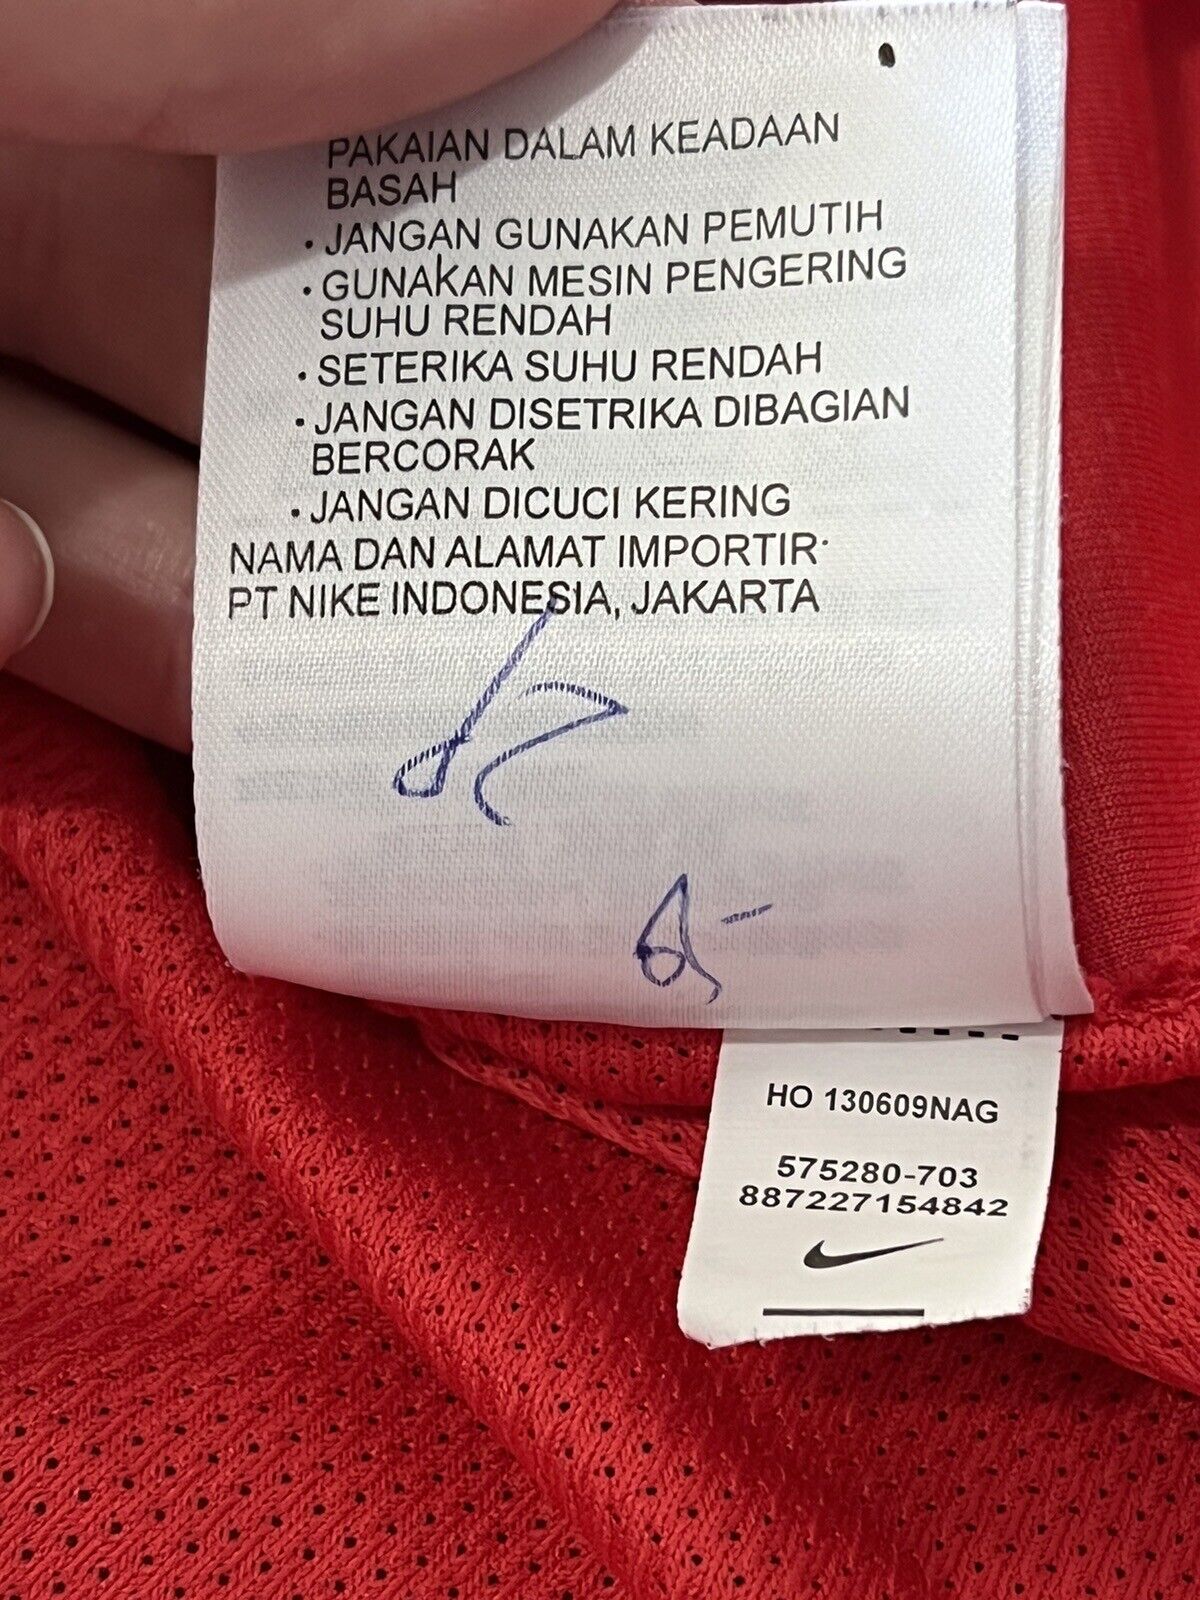 PAKAIAN DALAM KEADAAN
BASAH
· JANGAN GUNAKAN PEMUTIH
· GUNAKAN MESIN PENGERING
SUHU RENDAH
· SETERIKA SUHU RENDAH
· JANGAN DISETRIKA DIBAGIAN
BERCORAK
· JANGAN DICUCI KERING
NAMA DAN ALAMAT IMPORTIR·
PT NIKE INDONESIA, JAKARTA
HO 130609NAG
575280-703
887227154842